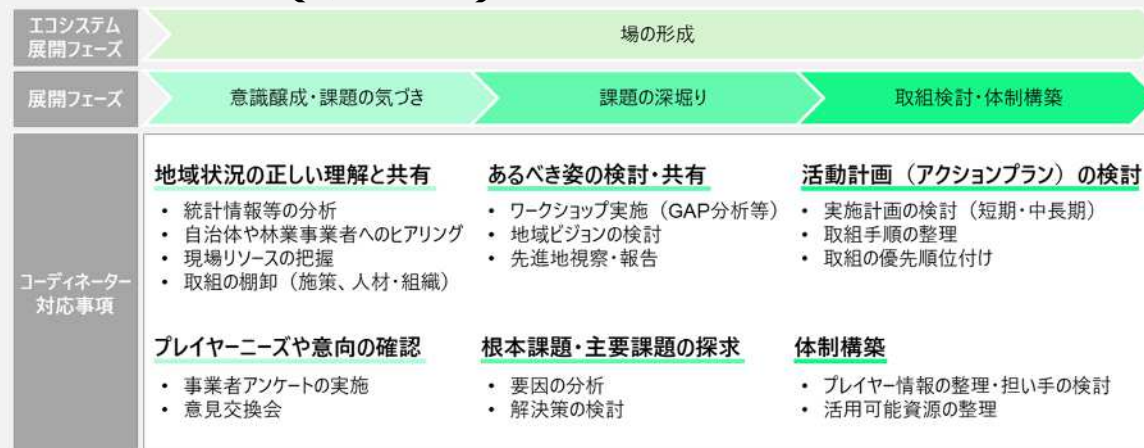 エコシステム
展開フェーズ
場の形成
展開フェーズ
意識醸成・課題の気づき
課題の深堀り
取組検討・体制構築
コーディネーター
対応事項
地域状況の正しい理解と共有
• 統計情報等の分析
• 自治体や林業事業者へのヒアリング
• 現場リソースの把握
• 取組の棚卸（施策、人材・組織）
プレイヤーニーズや意向の確認
• 事業者アンケートの実施
• 意見交換会
あるべき姿の検討・共有
• ワークショップ実施（GAP分析等）
• 地域ビジョンの検討
• 先進地視察・報告
根本課題・主要課題の探求
• 要因の分析
• 解決策の検討
活動計画（アクションプラン）の検討
• 実施計画の検討（短期・中長期）
• 取組手順の整理
• 取組の優先順位付け
体制構築
• プレイヤー情報の整理・担い手の検討
• 活用可能資源の整理